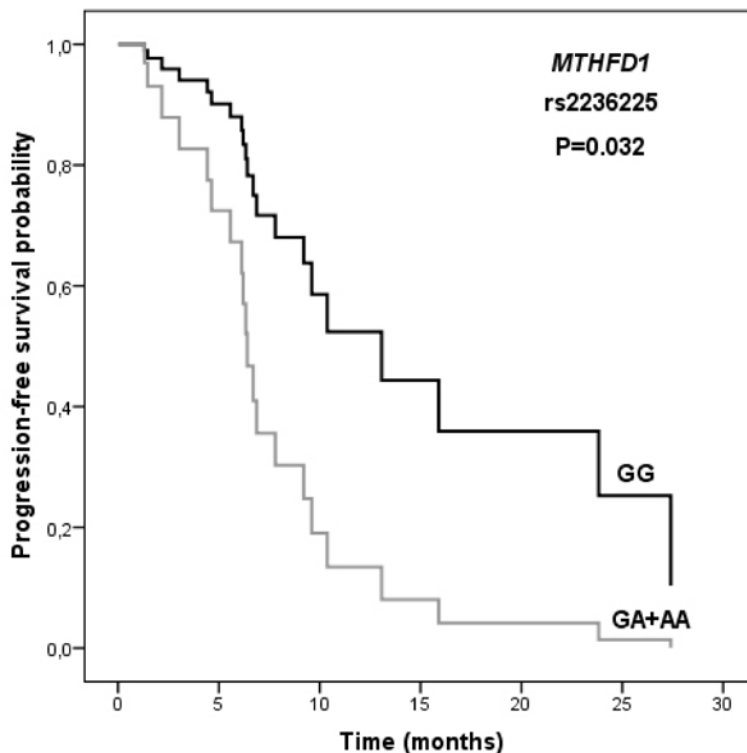 1,0
0,8
0,6
0,4
0,2
0,0
Progression-free survival probability
MTHFD1
rs2236225
P=0.032
GG
GA+AA
0 5 10 15 20 25 30
Time (months)